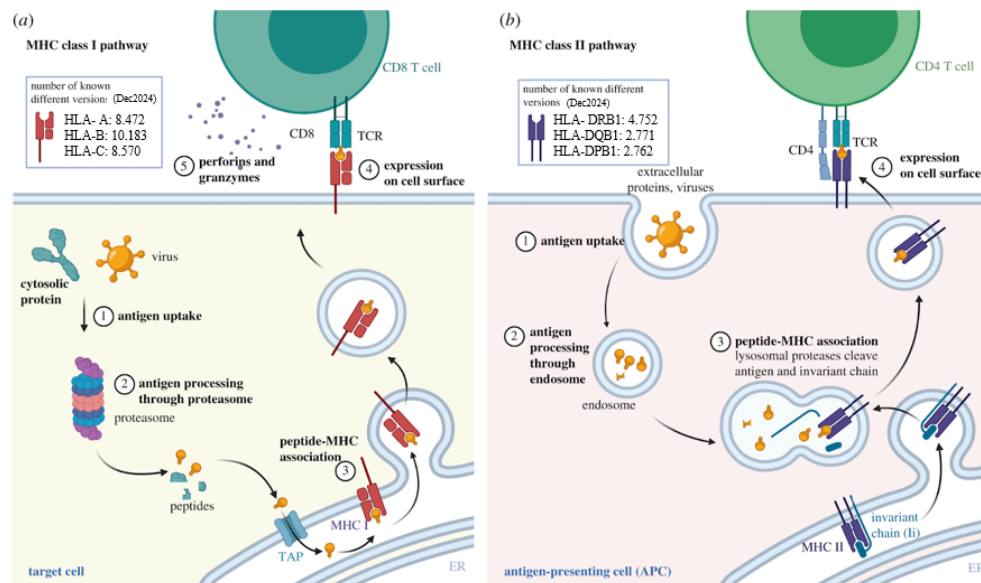 (a)
MHC class I pathway
CD8 T cell
number of known
different versions (Dec2024)
HLA- A: 8.472
HLA-B: 10.183
HLA-C: 8.570
CD8
TCR
5 perforins and
granzymes
4 expression
on cell surface
virus
cytosolic
protein
1 antigen uptake
2 antigen processing
through proteasome
proteasome
peptide-MHC
association
3
peptides
MHC I
TAP
target cell
ER
(b)
MHC class II pathway
CD4 T cell
number of known different
versions (Dec2024)
HLA- DRB1: 4.752
HLA-DQB1: 2.771
HLA-DPB1: 2.762
CD4
TCR
4 expression
on cell surface
extracellular
proteins, viruses
1 antigen uptake
2 antigen
processing
through
endosome
endosome
3 peptide-MHC association
lysosomal proteases cleave
antigen and invariant chain
MHC II
invariant
chain (Ii)
antigen-presenting cell (APC)
ER